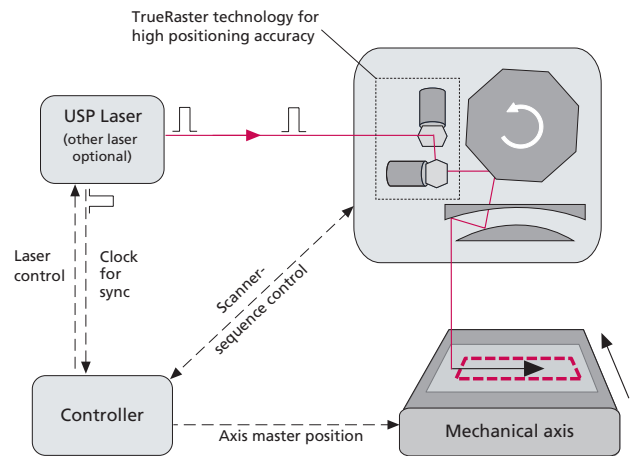 TrueRaster technology for
high positioning accuracy
USP Laser
(other laser
optional)
Laser
control
Clock
for
sync
Scanner-
sequence control
Controller
Axis master position
Mechanical axis